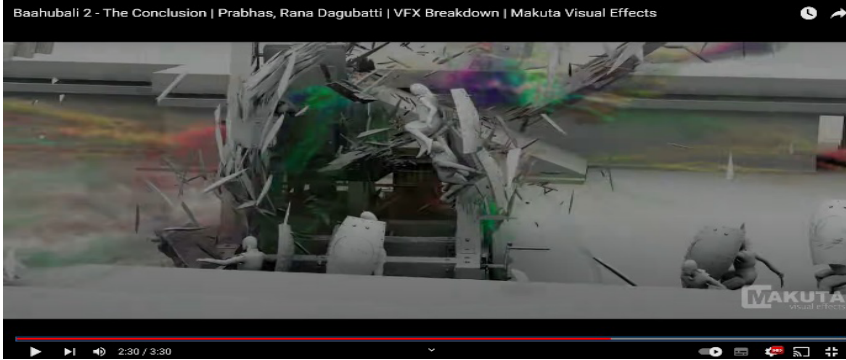 Baahubali 2 - The Conclusion | Prabhas, Rana Dagubatti | VFX Breakdown | Makuta Visual Effects
MAKUTA
visual effects
2:30 / 3:30